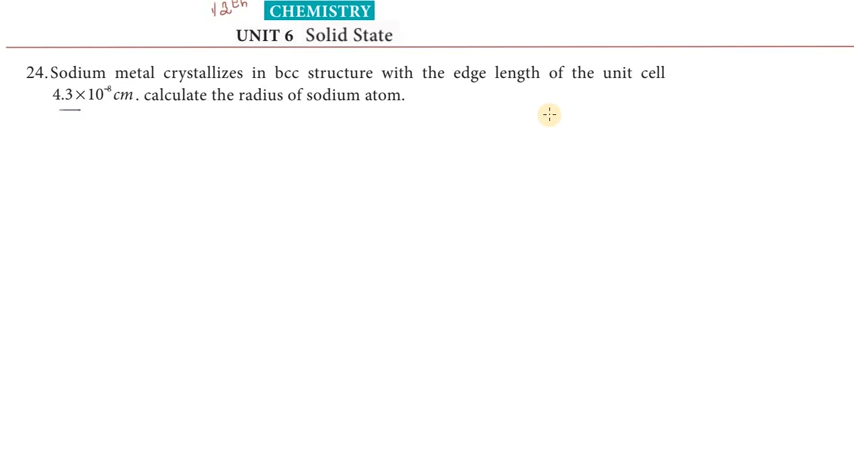 12th CHEMISTRY
UNIT 6 Solid State
24. Sodium metal crystallizes in bcc structure with the edge length of the unit cell
4.3×10⁻⁸ cm. calculate the radius of sodium atom.